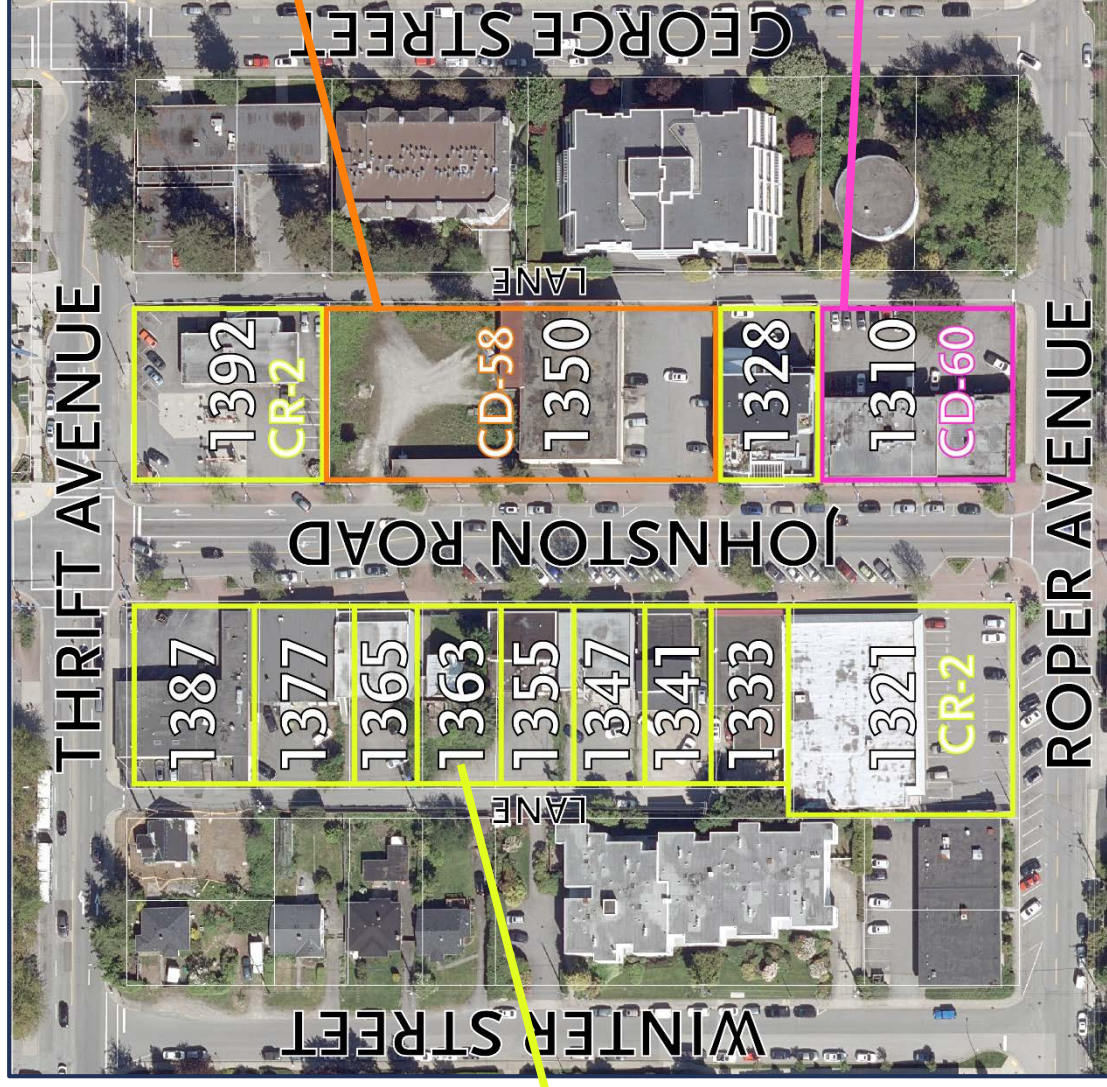 GEORGE STREET
LANE
THRIFT AVENUE
1392
CR-2
CD-58
1350
1328
1310
CD-60
ROPER AVENUE
JOHNSTON ROAD
1387
1377
1365
1363
1355
1347
1341
1333
1321
CR-2
LANE
WINTER STREET